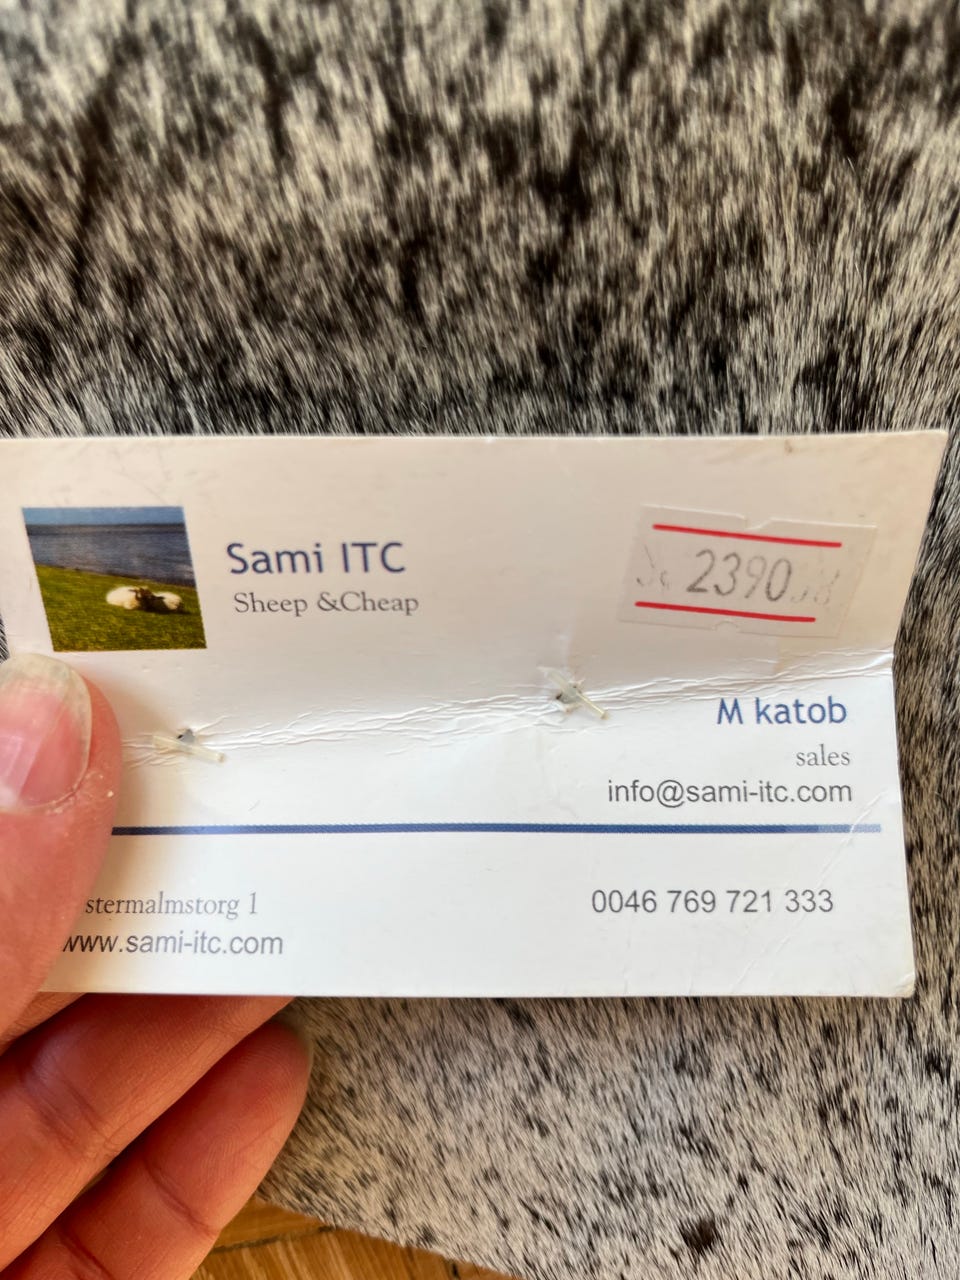 Sami ITC
Sheep &Cheap
2390
M katob
sales
info@sami-itc.com
stermalmstorg 1
0046 769 721 333
www.sami-itc.com